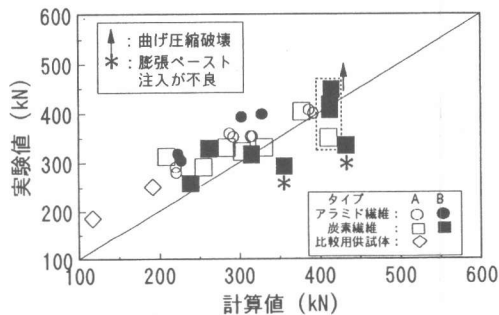 600
500
400
300
200
100
実験値 (kN)
↑ : 曲げ圧縮破壊
* : 膨張ペースト
注入が不良
*
*
タイプ A B
アラミド繊維 : ○ ●
炭素繊維 : □ ■
比較用供試体 : ◇
100 200 300 400 500 600
計算値 (kN)